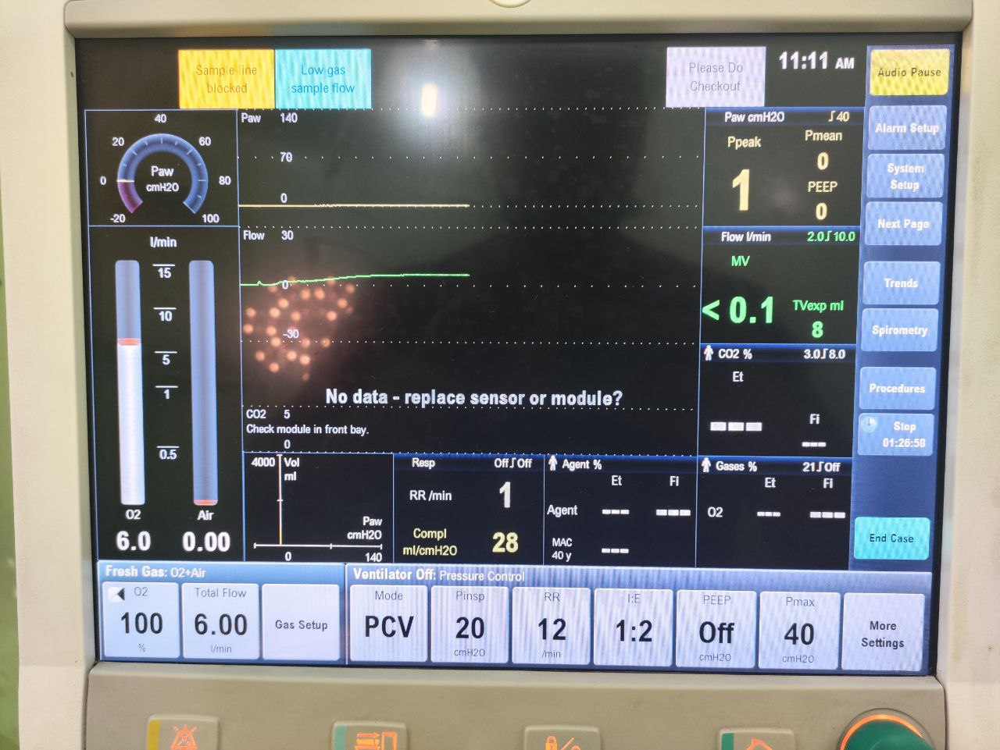 Sample line
blocked
Low gas
sample flow
Please Do
Checkout
11:11 AM
Audio Pause
40
20
60
Paw
cmH2O
0
80
-20
100
Paw 140
70
0
Paw cmH2O
40
Ppeak
Pmean
1
0
PEEP
0
Alarm Setup
System
Setup
Next Page
l/min
15
10
5
1
0.5
O2
Air
6.0
0.00
Flow 30
0
-30
Flow l/min
2.0 10.0
MV
< 0.1
TVexp ml
8
Trends
Spirometry
No data - replace sensor or module?
CO2 5
Check module in front bay.
0
CO2 %
3.0 8.0
Et
---
Fi
---
Procedures
Stop
01:26:50
4000 Vol
ml
Paw
cmH2O
0
140
Resp
Off Off
RR /min
1
Compl
ml/cmH2O
28
Agent %
Et
Fi
Agent
---
---
MAC
40 y
---
Gases %
21 Off
Et
Fi
O2
---
---
End Case
Fresh Gas: O2+Air
O2
100
%
Total Flow
6.00
l/min
Gas Setup
Ventilator Off: Pressure Control
Mode
PCV
Pinsp
20
cmH2O
RR
12
/min
I:E
1:2
PEEP
Off
cmH2O
Pmax
40
cmH2O
More
Settings